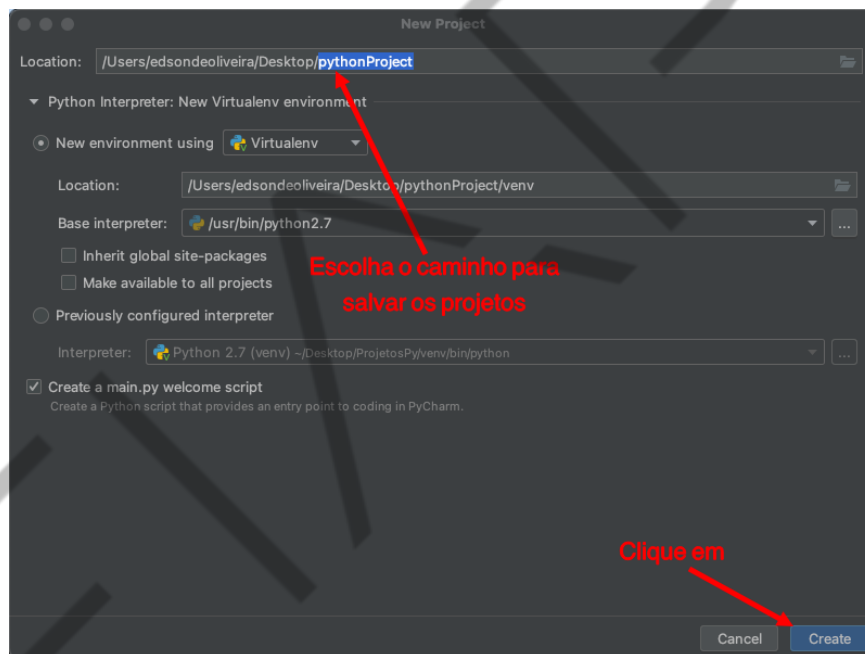 New Project
Location: /Users/edsondeoliveira/Desktop/pythonProject
Python Interpreter: New Virtualenv environment
New environment using Virtualenv
Location: /Users/edsondeoliveira/Desktop/pythonProject/venv
Base interpreter: /usr/bin/python2.7 ...
Inherit global site-packages
Escolha o caminho para
Make available to all projects
salvar os projetos
Previously configured interpreter
Interpreter: Python 2.7 (venv) ~/Desktop/ProjetosPy/venv/bin/python ...
Create a main.py welcome script
Create a Python script that provides an entry point to coding in PyCharm.
Clique em
Cancel Create